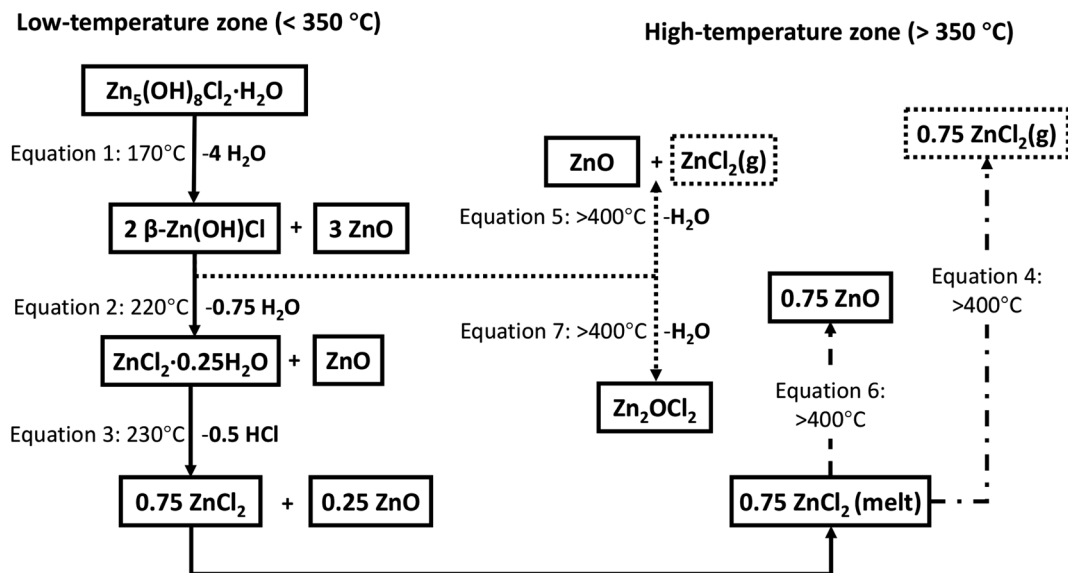 Low-temperature zone (< 350 °C)
High-temperature zone (> 350 °C)
Zn₅(OH)₈Cl₂·H₂O
Equation 1: 170°C -4 H₂O
2 β-Zn(OH)Cl + 3 ZnO
Equation 2: 220°C -0.75 H₂O
ZnCl₂·0.25H₂O + ZnO
Equation 3: 230°C -0.5 HCl
0.75 ZnCl₂ + 0.25 ZnO
ZnO + ZnCl₂(g)
Equation 5: >400°C -H₂O
Equation 7: >400°C -H₂O
Zn₂OCl₂
0.75 ZnO
Equation 6:
>400°C
0.75 ZnCl₂ (melt)
0.75 ZnCl₂(g)
Equation 4:
>400°C